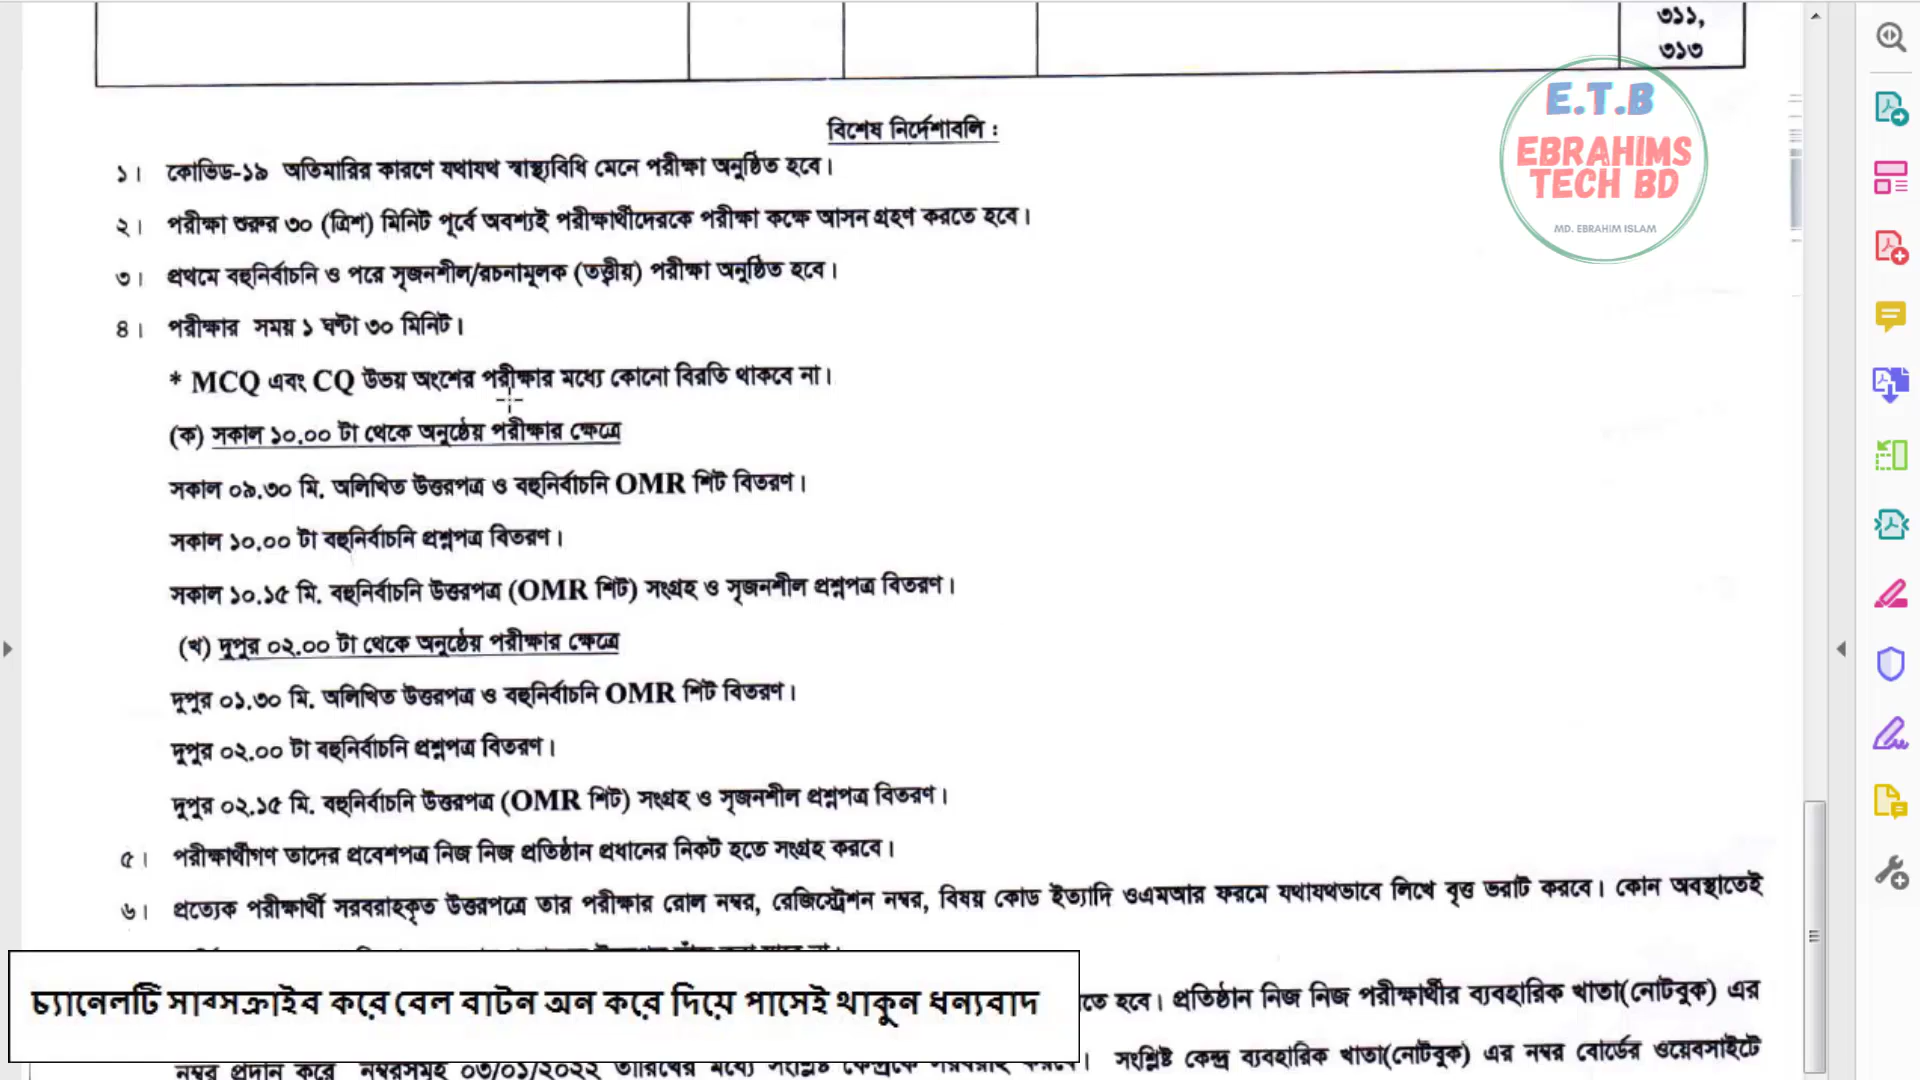 ৩১১,
৩১৩
E.T.B
EBRAHIMS
TECH BD
MD. EBRAHIM ISLAM
বিশেষ নির্দেশাবলি :
১। কোভিড-১৯ অতিমারির কারণে যথাযথ স্বাস্থ্যবিধি মেনে পরীক্ষা অনুষ্ঠিত হবে।
২। পরীক্ষা শুরুর ৩০ (ত্রিশ) মিনিট পূর্বে অবশ্যই পরীক্ষার্থীদেরকে পরীক্ষা কক্ষে আসন গ্রহণ করতে হবে।
৩। প্রথমে বহুনির্বাচনি ও পরে সৃজনশীল/রচনামূলক (তত্ত্বীয়) পরীক্ষা অনুষ্ঠিত হবে।
৪। পরীক্ষার সময় ১ ঘণ্টা ৩০ মিনিট।
* MCQ এবং CQ উভয় অংশের পরীক্ষার মধ্যে কোনো বিরতি থাকবে না।
(ক) সকাল ১০.০০ টা থেকে অনুষ্ঠেয় পরীক্ষার ক্ষেত্রে
সকাল ০৯.৩০ মি. অলিখিত উত্তরপত্র ও বহুনির্বাচনি OMR শিট বিতরণ।
সকাল ১০.০০ টা বহুনির্বাচনি প্রশ্নপত্র বিতরণ।
সকাল ১০.১৫ মি. বহুনির্বাচনি উত্তরপত্র (OMR শিট) সংগ্রহ ও সৃজনশীল প্রশ্নপত্র বিতরণ।
(খ) দুপুর ০২.০০ টা থেকে অনুষ্ঠেয় পরীক্ষার ক্ষেত্রে
দুপুর ০১.৩০ মি. অলিখিত উত্তরপত্র ও বহুনির্বাচনি OMR শিট বিতরণ।
দুপুর ০২.০০ টা বহুনির্বাচনি প্রশ্নপত্র বিতরণ।
দুপুর ০২.১৫ মি. বহুনির্বাচনি উত্তরপত্র (OMR শিট) সংগ্রহ ও সৃজনশীল প্রশ্নপত্র বিতরণ।
৫। পরীক্ষার্থীগণ তাদের প্রবেশপত্র নিজ নিজ প্রতিষ্ঠান প্রধানের নিকট হতে সংগ্রহ করবে।
৬। প্রত্যেক পরীক্ষার্থী সরবরাহকৃত উত্তরপত্রে তার পরীক্ষার রোল নম্বর, রেজিস্ট্রেশন নম্বর, বিষয় কোড ইত্যাদি ওএমআর ফরমে যথাযথভাবে লিখে বৃত্ত ভরাট করবে। কোন অবস্থাতেই
হবে। প্রতিষ্ঠান নিজ নিজ পরীক্ষার্থীর ব্যবহারিক খাতা(নোটবুক) এর
চ্যানেলটি সাবসক্রাইব করে বেল বাটন অন করে দিয়ে পাসেই থাকুন ধন্যবাদ
নম্বর প্রদান করে নম্বরসমূহ ০৩/০১/২০২২ তারিখের মধ্যে সংশ্লিষ্ট কেন্দ্রকে সরবরাহ করবে। সংশ্লিষ্ট কেন্দ্র ব্যবহারিক খাতা(নোটবুক) এর নম্বর বোর্ডের ওয়েবসাইটে